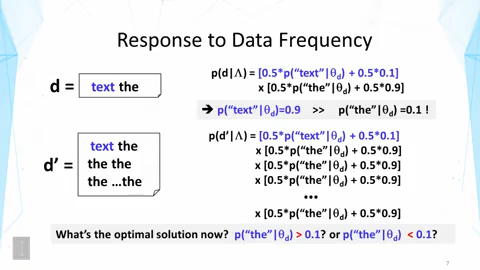 Response to Data Frequency
d =
text the
p(d|Λ) = [0.5*p(“text”|θd) + 0.5*0.1]
x [0.5*p(“the”|θd) + 0.5*0.9]
➔ p(“text”|θd)=0.9 >> p(“the”|θd) =0.1 !
d’ =
text the
the the
the ...the
p(d’|Λ) = [0.5*p(“text”|θd) + 0.5*0.1]
x [0.5*p(“the”|θd) + 0.5*0.9]
x [0.5*p(“the”|θd) + 0.5*0.9]
x [0.5*p(“the”|θd) + 0.5*0.9]
•••
x [0.5*p(“the”|θd) + 0.5*0.9]
What’s the optimal solution now? p(“the”|θd) > 0.1? or p(“the”|θd) < 0.1?
7